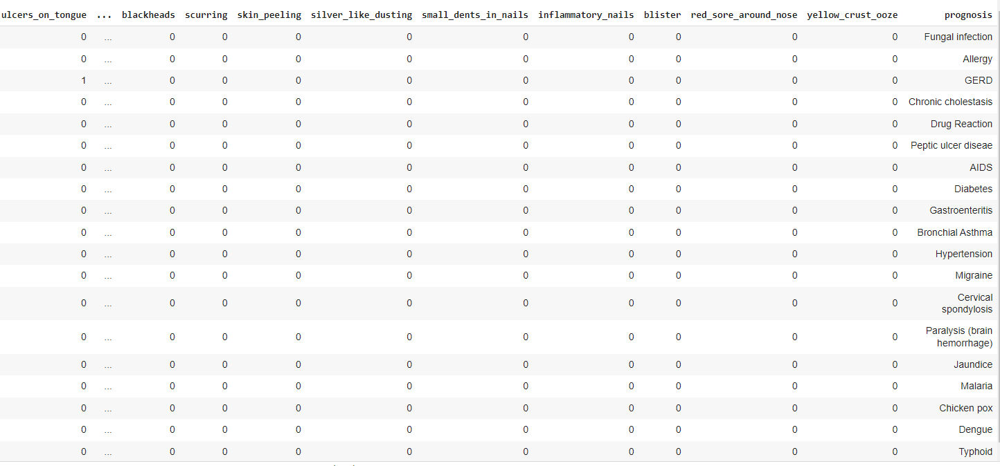 ulcers_on_tongue ... blackheads scurring skin_peeling silver_like_dusting small_dents_in_nails inflammatory_nails blister red_sore_around_nose yellow_crust_ooze prognosis
0 ... 0 0 0 0 0 0 0 0 0 Fungal infection
0 ... 0 0 0 0 0 0 0 0 0 Allergy
1 ... 0 0 0 0 0 0 0 0 0 GERD
0 ... 0 0 0 0 0 0 0 0 0 Chronic cholestasis
0 ... 0 0 0 0 0 0 0 0 0 Drug Reaction
0 ... 0 0 0 0 0 0 0 0 0 Peptic ulcer diseae
0 ... 0 0 0 0 0 0 0 0 0 AIDS
0 ... 0 0 0 0 0 0 0 0 0 Diabetes
0 ... 0 0 0 0 0 0 0 0 0 Gastroenteritis
0 ... 0 0 0 0 0 0 0 0 0 Bronchial Asthma
0 ... 0 0 0 0 0 0 0 0 0 Hypertension
0 ... 0 0 0 0 0 0 0 0 0 Migraine
0 ... 0 0 0 0 0 0 0 0 0 Cervical
spondylosis
0 ... 0 0 0 0 0 0 0 0 0 Paralysis (brain
hemorrhage)
0 ... 0 0 0 0 0 0 0 0 0 Jaundice
0 ... 0 0 0 0 0 0 0 0 0 Malaria
0 ... 0 0 0 0 0 0 0 0 0 Chicken pox
0 ... 0 0 0 0 0 0 0 0 0 Dengue
0 ... 0 0 0 0 0 0 0 0 0 Typhoid